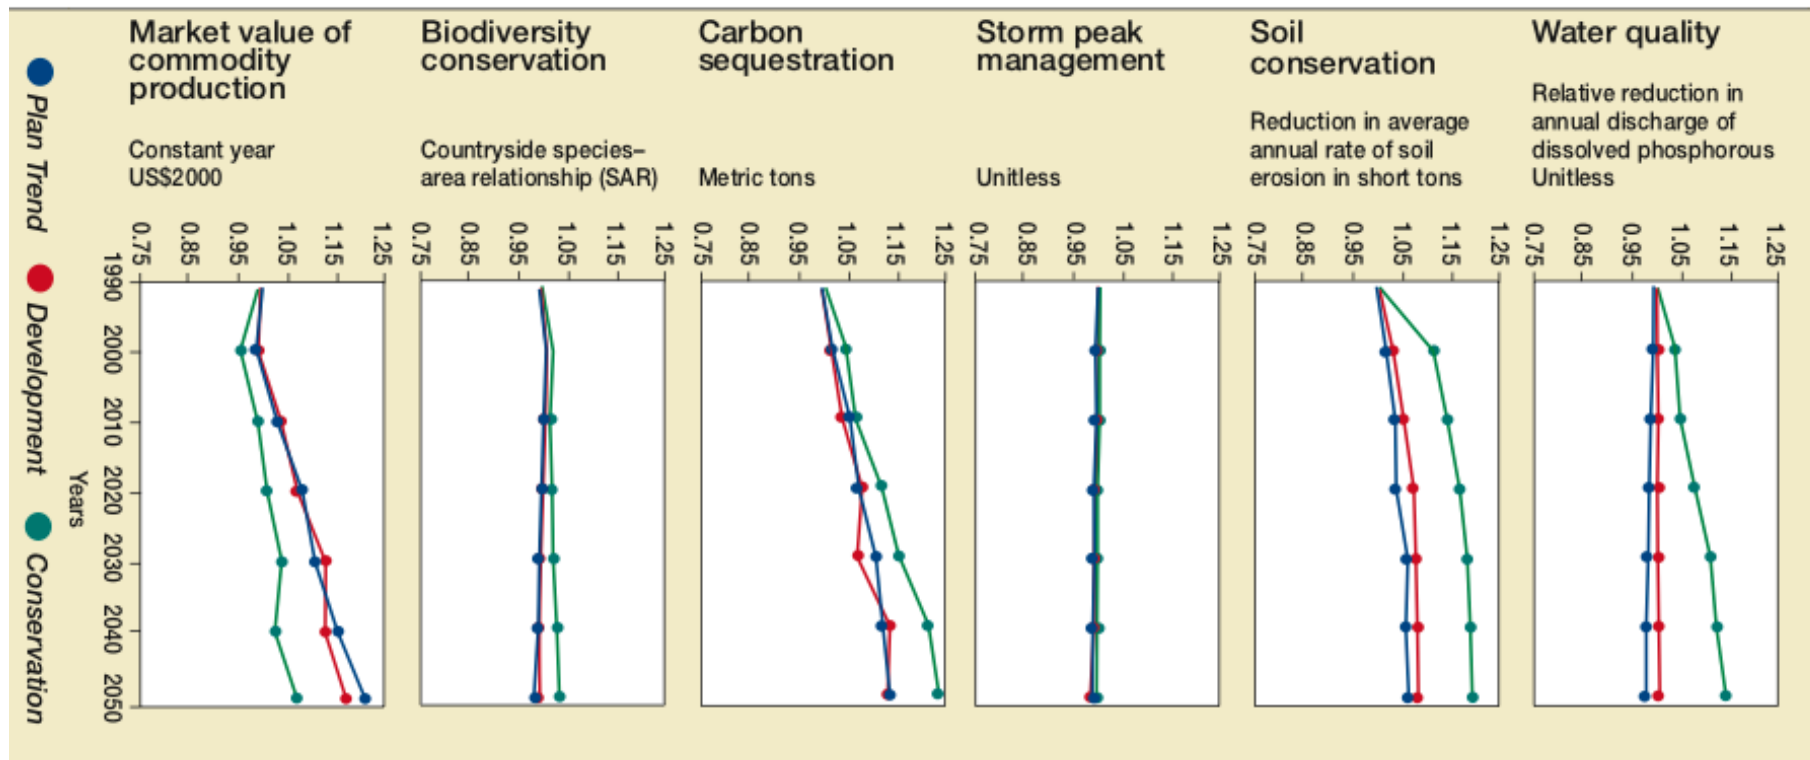 Market value of
commodity
production
Constant year
US$2000
Biodiversity
conservation
Countryside species–
area relationship (SAR)
Carbon
sequestration
Metric tons
Storm peak
management
Unitless
Soil
conservation
Reduction in average
annual rate of soil
erosion in short tons
Water quality
Relative reduction in
annual discharge of
dissolved phosphorous
Unitless
Plan Trend
Development
Conservation
0.75 0.85 0.95 1.05 1.15 1.25
0.75 0.85 0.95 1.05 1.15 1.25
0.75 0.85 0.95 1.05 1.15 1.25
0.75 0.85 0.95 1.05 1.15 1.25
0.75 0.85 0.95 1.05 1.15 1.25
0.75 0.85 0.95 1.05 1.15 1.25
Years
1990 2000 2010 2020 2030 2040 2050